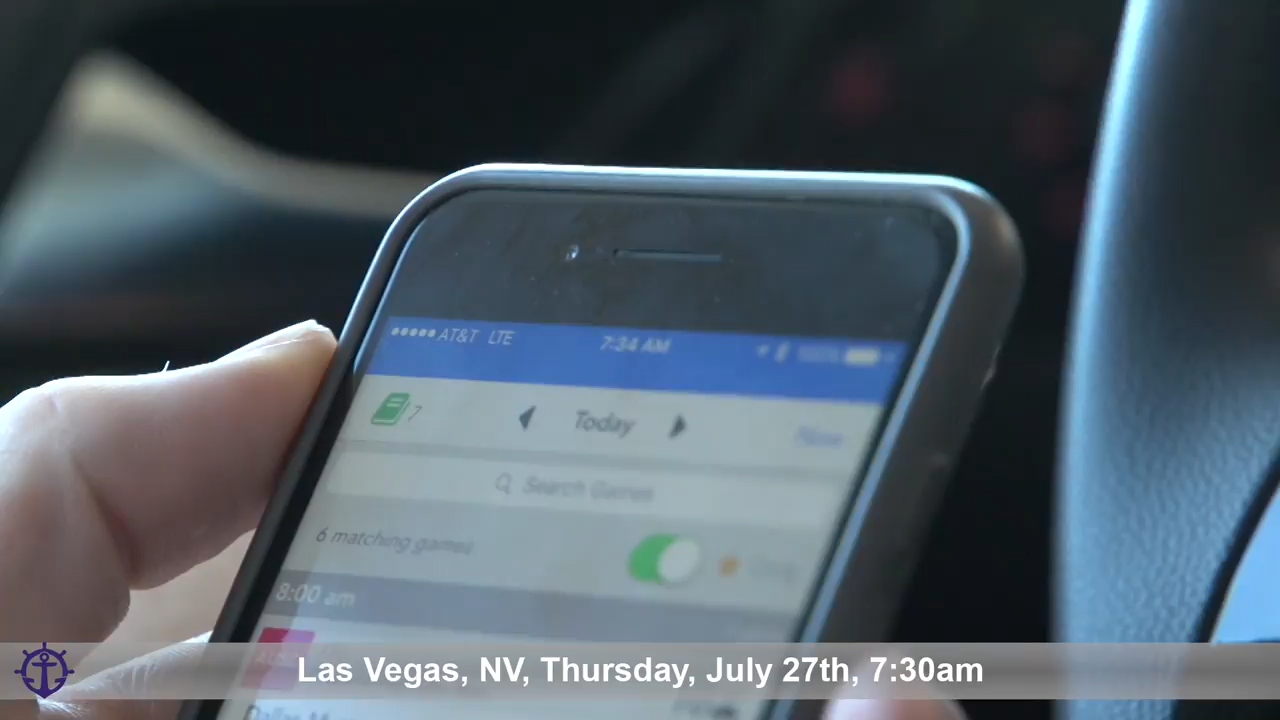 ●●●●● AT&T LTE 7:34 AM 100%
7 Today Now
Search Games
6 matching games
8:00 am
Las Vegas, NV, Thursday, July 27th, 7:30am